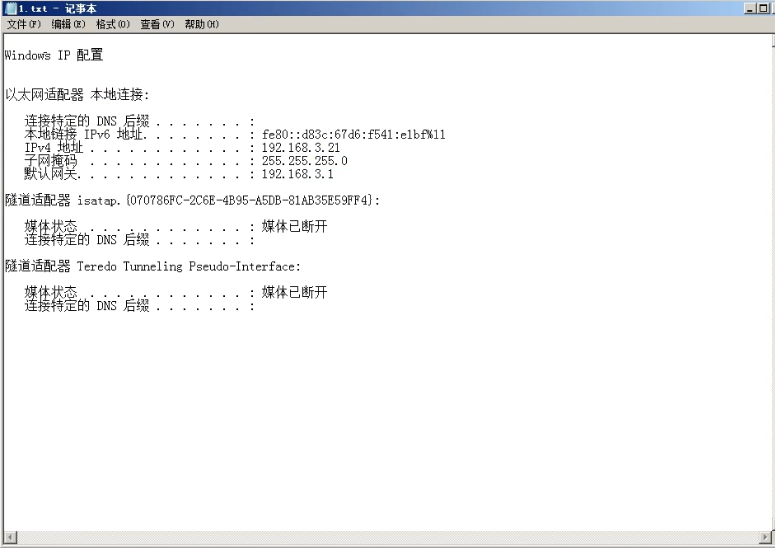 1.txt - 记事本
文件(F) 编辑(E) 格式(O) 查看(V) 帮助(H)
Windows IP 配置
以太网适配器 本地连接:
连接特定的 DNS 后缀 . . . . . . . :
本地链接 IPv6 地址. . . . . . . . : fe80::d83c:67d6:f541:e1bf%11
IPv4 地址 . . . . . . . . . . . . : 192.168.3.21
子网掩码 . . . . . . . . . . . . : 255.255.255.0
默认网关. . . . . . . . . . . . . : 192.168.3.1
隧道适配器 isatap.{070786FC-2C6E-4B95-A5DB-81AB35E59FF4}:
媒体状态 . . . . . . . . . . . . : 媒体已断开
连接特定的 DNS 后缀 . . . . . . . :
隧道适配器 Teredo Tunneling Pseudo-Interface:
媒体状态 . . . . . . . . . . . . : 媒体已断开
连接特定的 DNS 后缀 . . . . . . . :